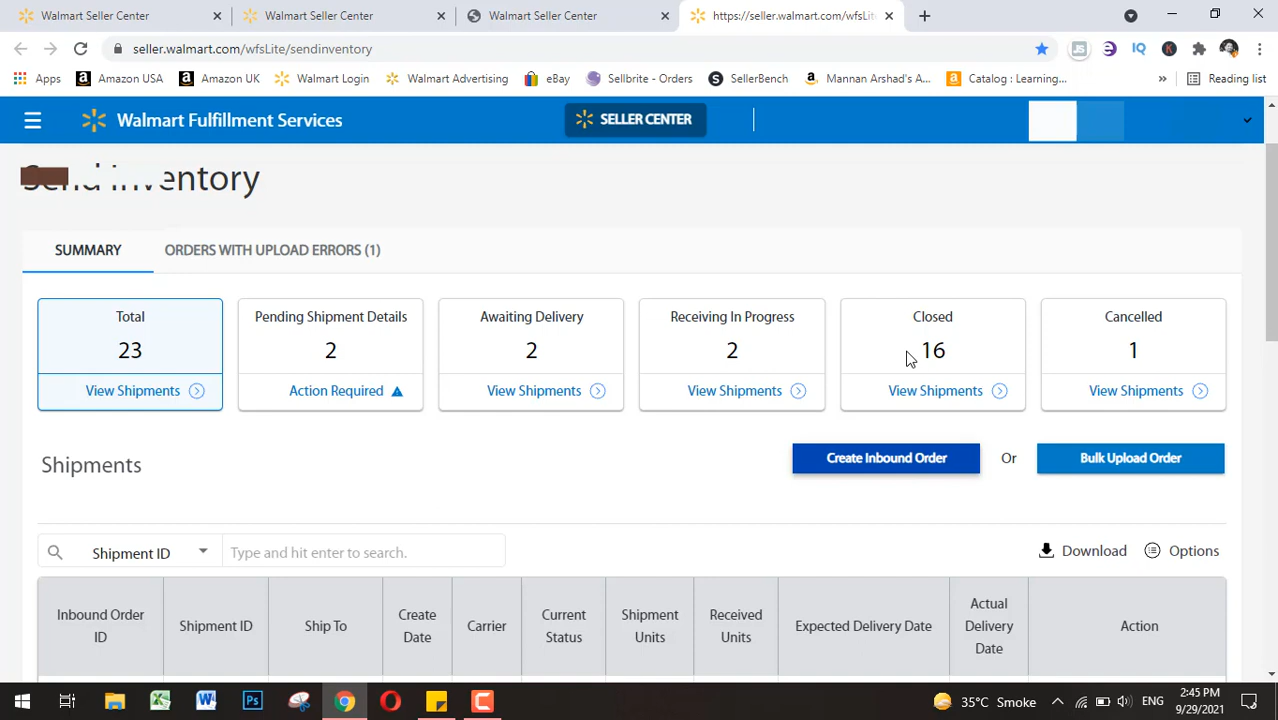 Walmart Seller Center
Walmart Seller Center
Walmart Seller Center
https://seller.walmart.com/wfsLite
seller.walmart.com/wfsLite/sendinventory
JS IQ K
Apps Amazon USA Amazon UK Walmart Login Walmart Advertising eBay Sellbrite - Orders SellerBench Mannan Arshad's A... Catalog : Learning... » Reading list
Walmart Fulfillment Services SELLER CENTER
Send Inventory
SUMMARY ORDERS WITH UPLOAD ERRORS (1)
Total Pending Shipment Details Awaiting Delivery Receiving In Progress Closed Cancelled
23 2 2 2 16 1
View Shipments Action Required View Shipments View Shipments View Shipments View Shipments
Shipments Create Inbound Order Or Bulk Upload Order
Shipment ID Type and hit enter to search. Download Options
Inbound Order ID
Shipment ID
Ship To
Create Date
Carrier
Current Status
Shipment Units
Received Units
Expected Delivery Date
Actual Delivery Date
Action
35°C Smoke ENG 2:45 PM
9/29/2021